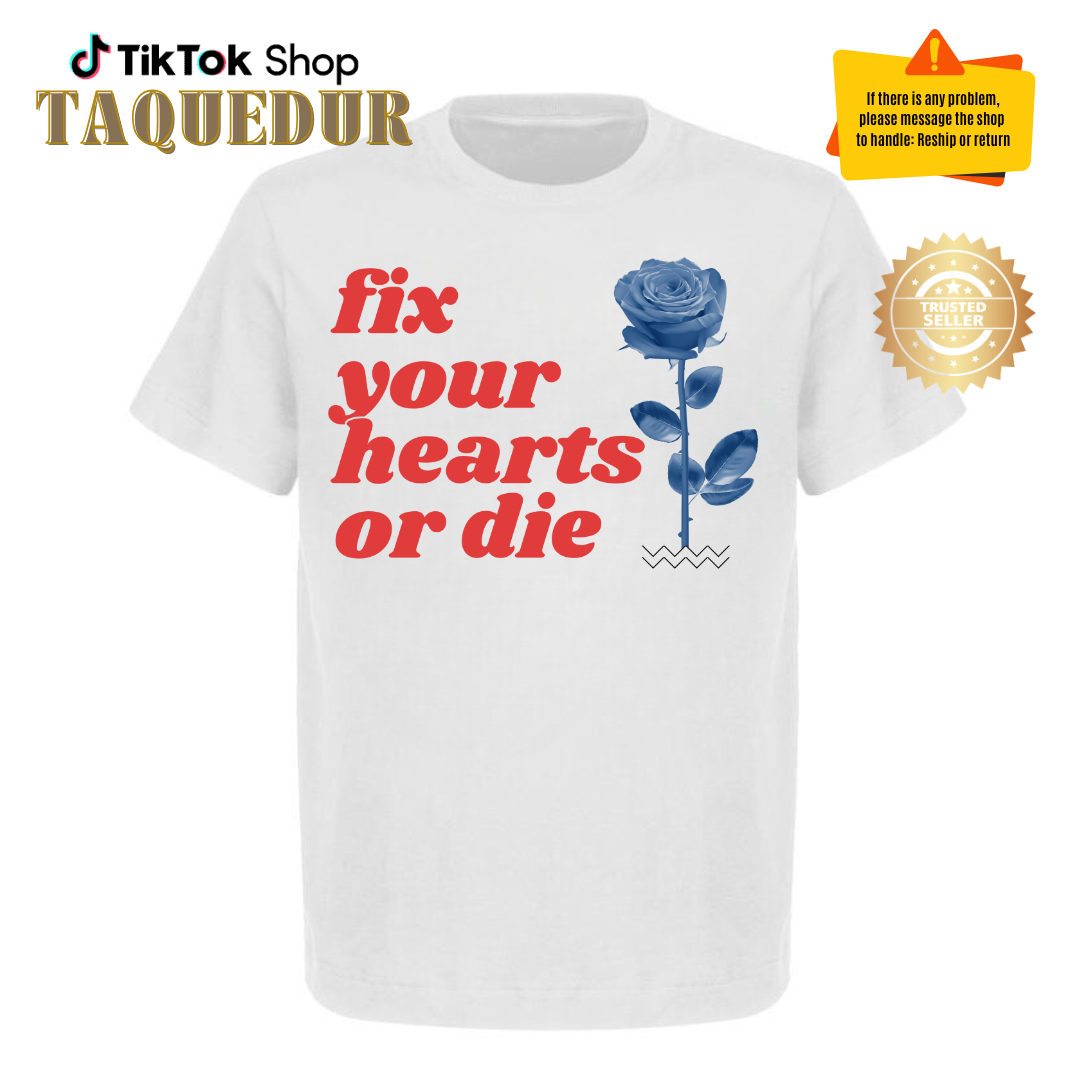 TikTok Shop
TAQUEDUR
If there is any problem,
please message the shop
to handle: Reship or return
TRUSTED
SELLER
fix
your
hearts
or die